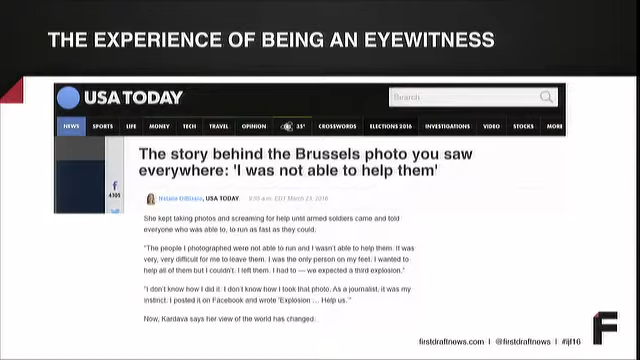 THE EXPERIENCE OF BEING AN EYEWITNESS
USA TODAY
Search
NEWS SPORTS LIFE MONEY TECH TRAVEL OPINION 35° CROSSWORDS ELECTIONS 2016 INVESTIGATIONS VIDEO STOCKS MORE
The story behind the Brussels photo you saw
everywhere: 'I was not able to help them'
f
USA TODAY EDT March 23, 2016
She kept taking photos and screaming for help until armed soldiers came and told
everyone who was able to, to run as fast as they could.
"The people I photographed were not able to run and I wasn't able to help them. It was
very, very difficult for me to leave them. I was the only person on my feet. I wanted to
help all of them but I couldn't. I left them. I had to — we expected a third explosion."
"I don't know how I did it. I don't know how I took that photo. As a journalist, it was my
instinct. I posted it on Facebook and wrote 'Explosion … Help us.'"
Now, Kardava says her view of the world has changed.
F
firstdraftnews.com I @firstdraftnews I #ijf16